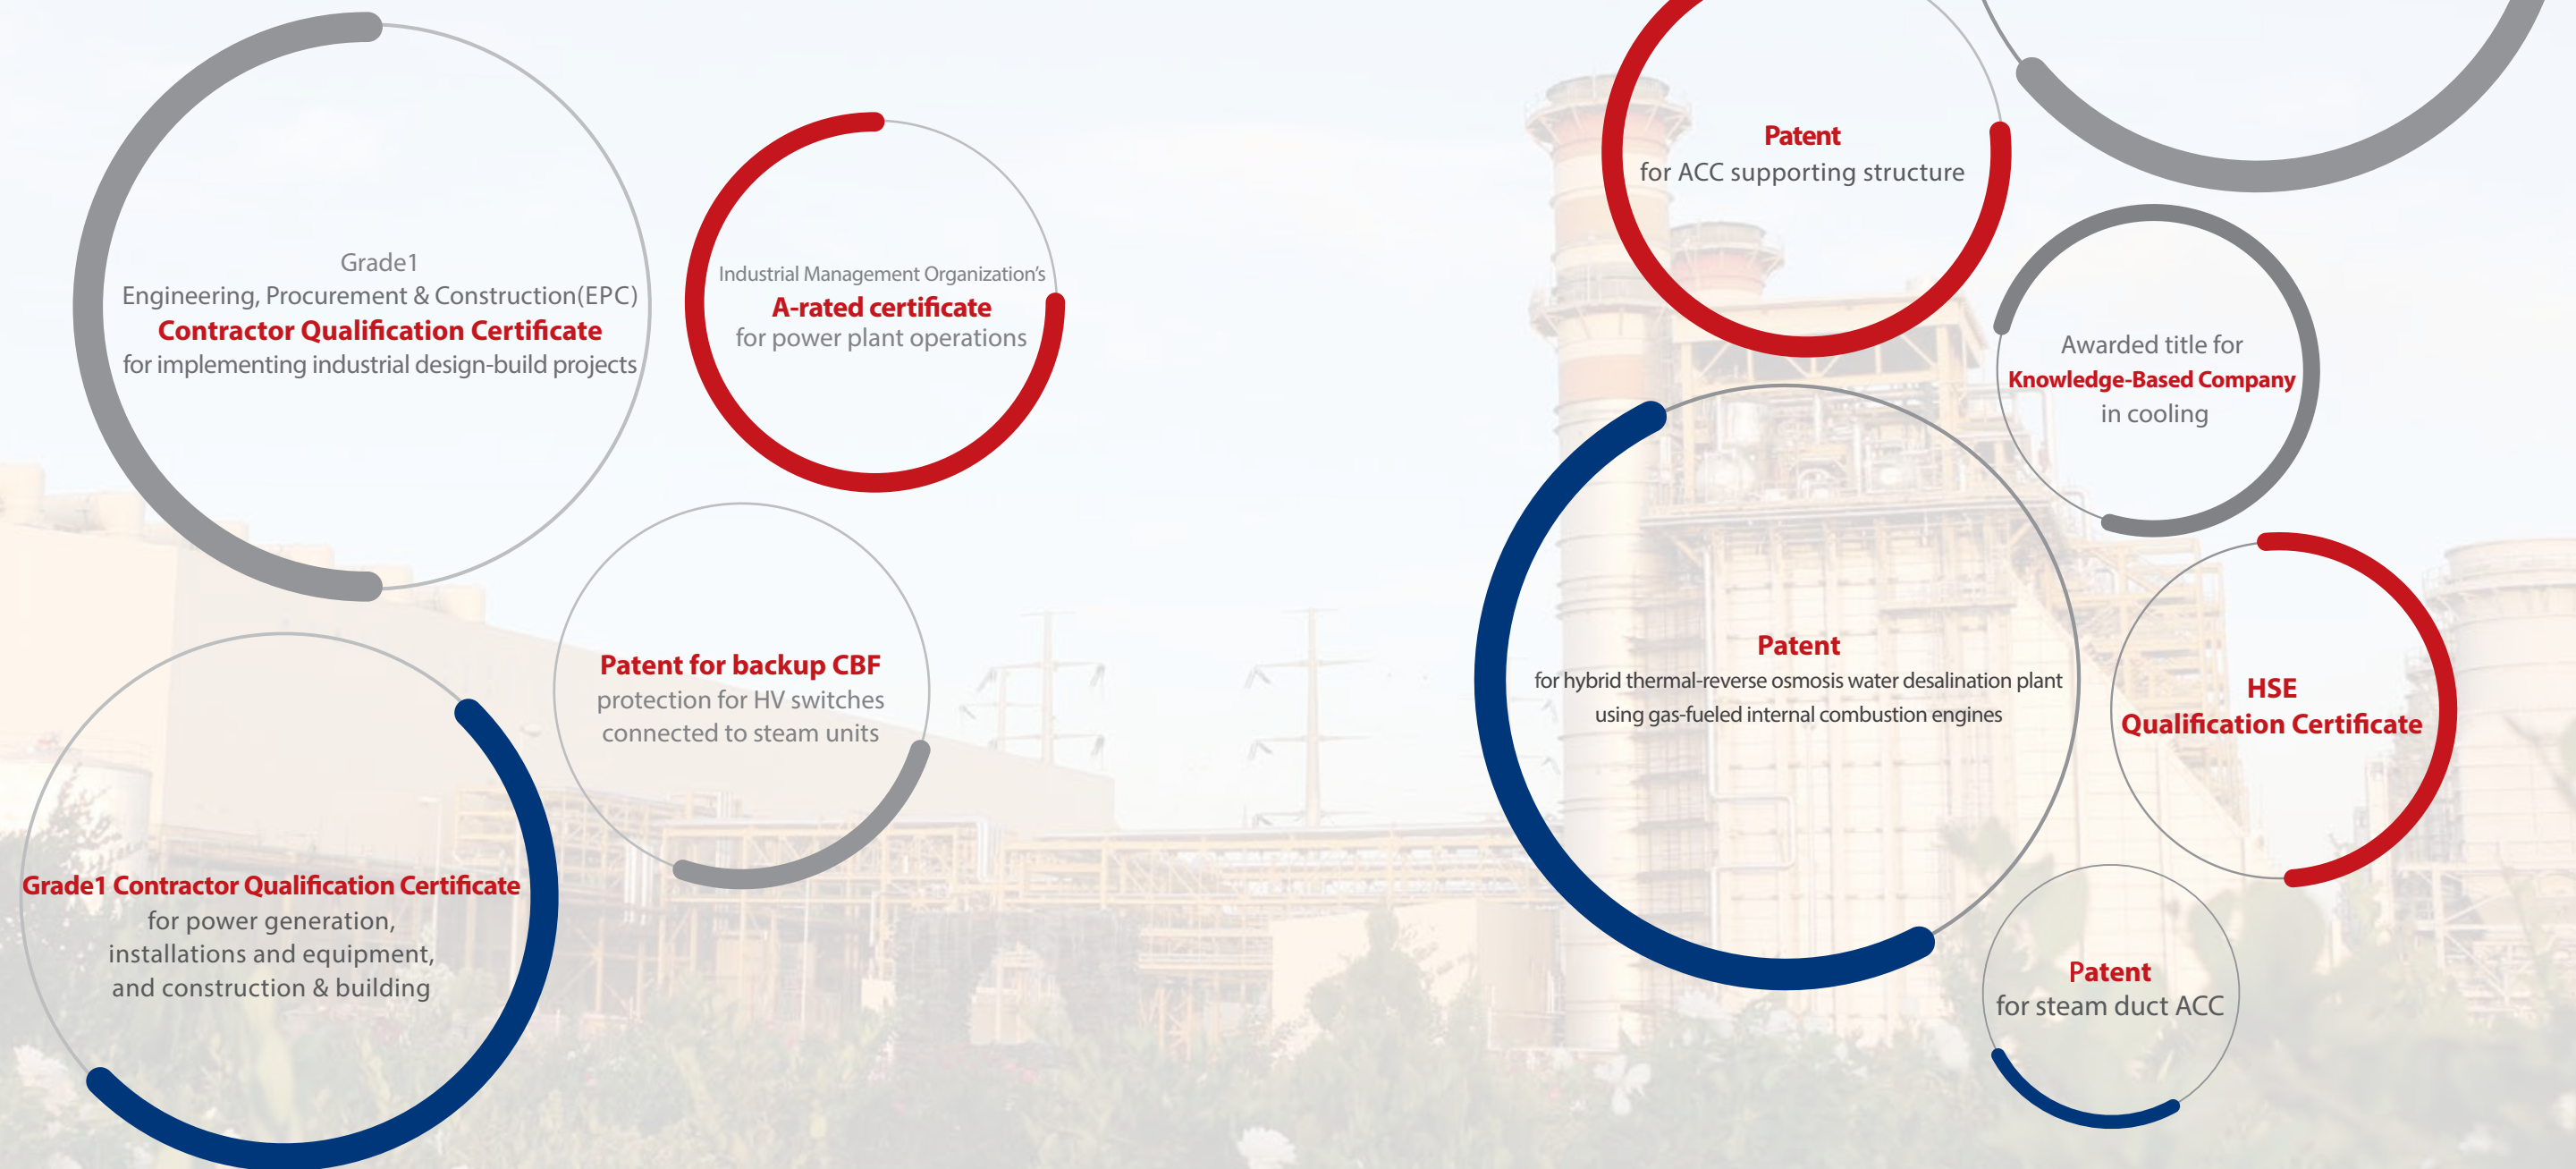 Grade1
Engineering, Procurement & Construction(EPC)
Contractor Qualification Certificate
for implementing industrial design-build projects
Industrial Management Organization's
A-rated certificate
for power plant operations
Patent for backup CBF
protection for HV switches
connected to steam units
Grade1 Contractor Qualification Certificate
for power generation,
installations and equipment,
and construction & building
Patent
for ACC supporting structure
Awarded title for
Knowledge-Based Company
in cooling
Patent
for hybrid thermal-reverse osmosis water desalination plant
using gas-fueled internal combustion engines
HSE
Qualification Certificate
Patent
for steam duct ACC